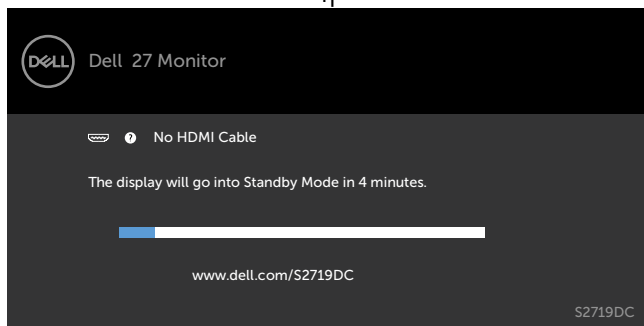 DELL
Dell 27 Monitor
? No HDMI Cable
The display will go into Standby Mode in 4 minutes.
www.dell.com/S2719DC
S2719DC